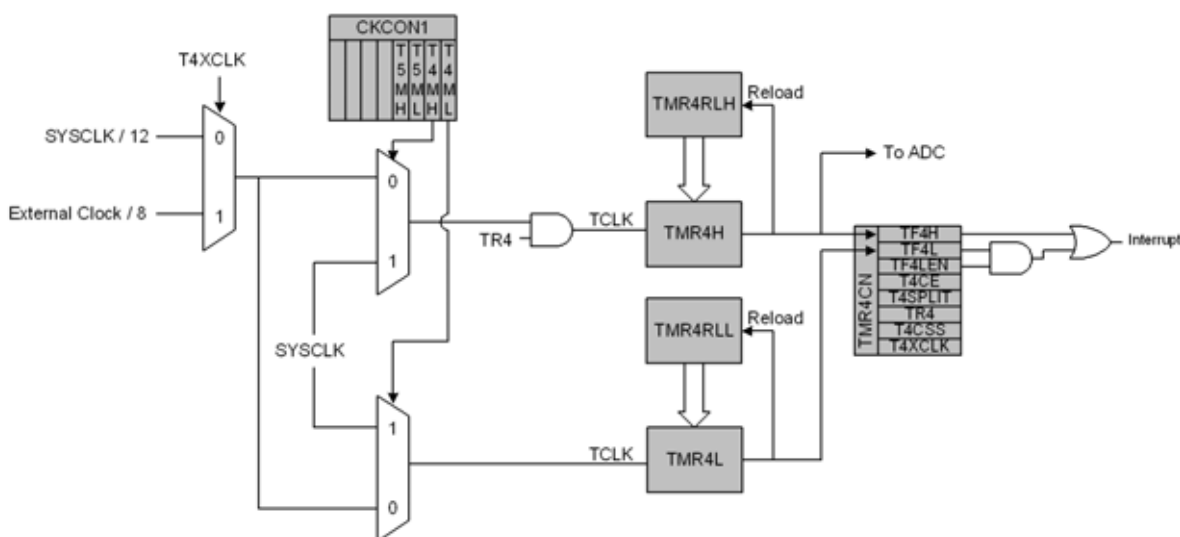 CKCON1
T5MH
T5ML
T4MH
T4ML
T4XCLK
SYSCLK / 12
0
External Clock / 8
1
0
1
SYSCLK
1
0
TR4
TCLK
TMR4RLH
Reload
TMR4H
To ADC
TCLK
TMR4RLL
Reload
TMR4L
TMR4CN
TF4H
TF4L
TF4LEN
T4CE
T4SPLIT
TR4
T4CSS
T4XCLK
Interrupt